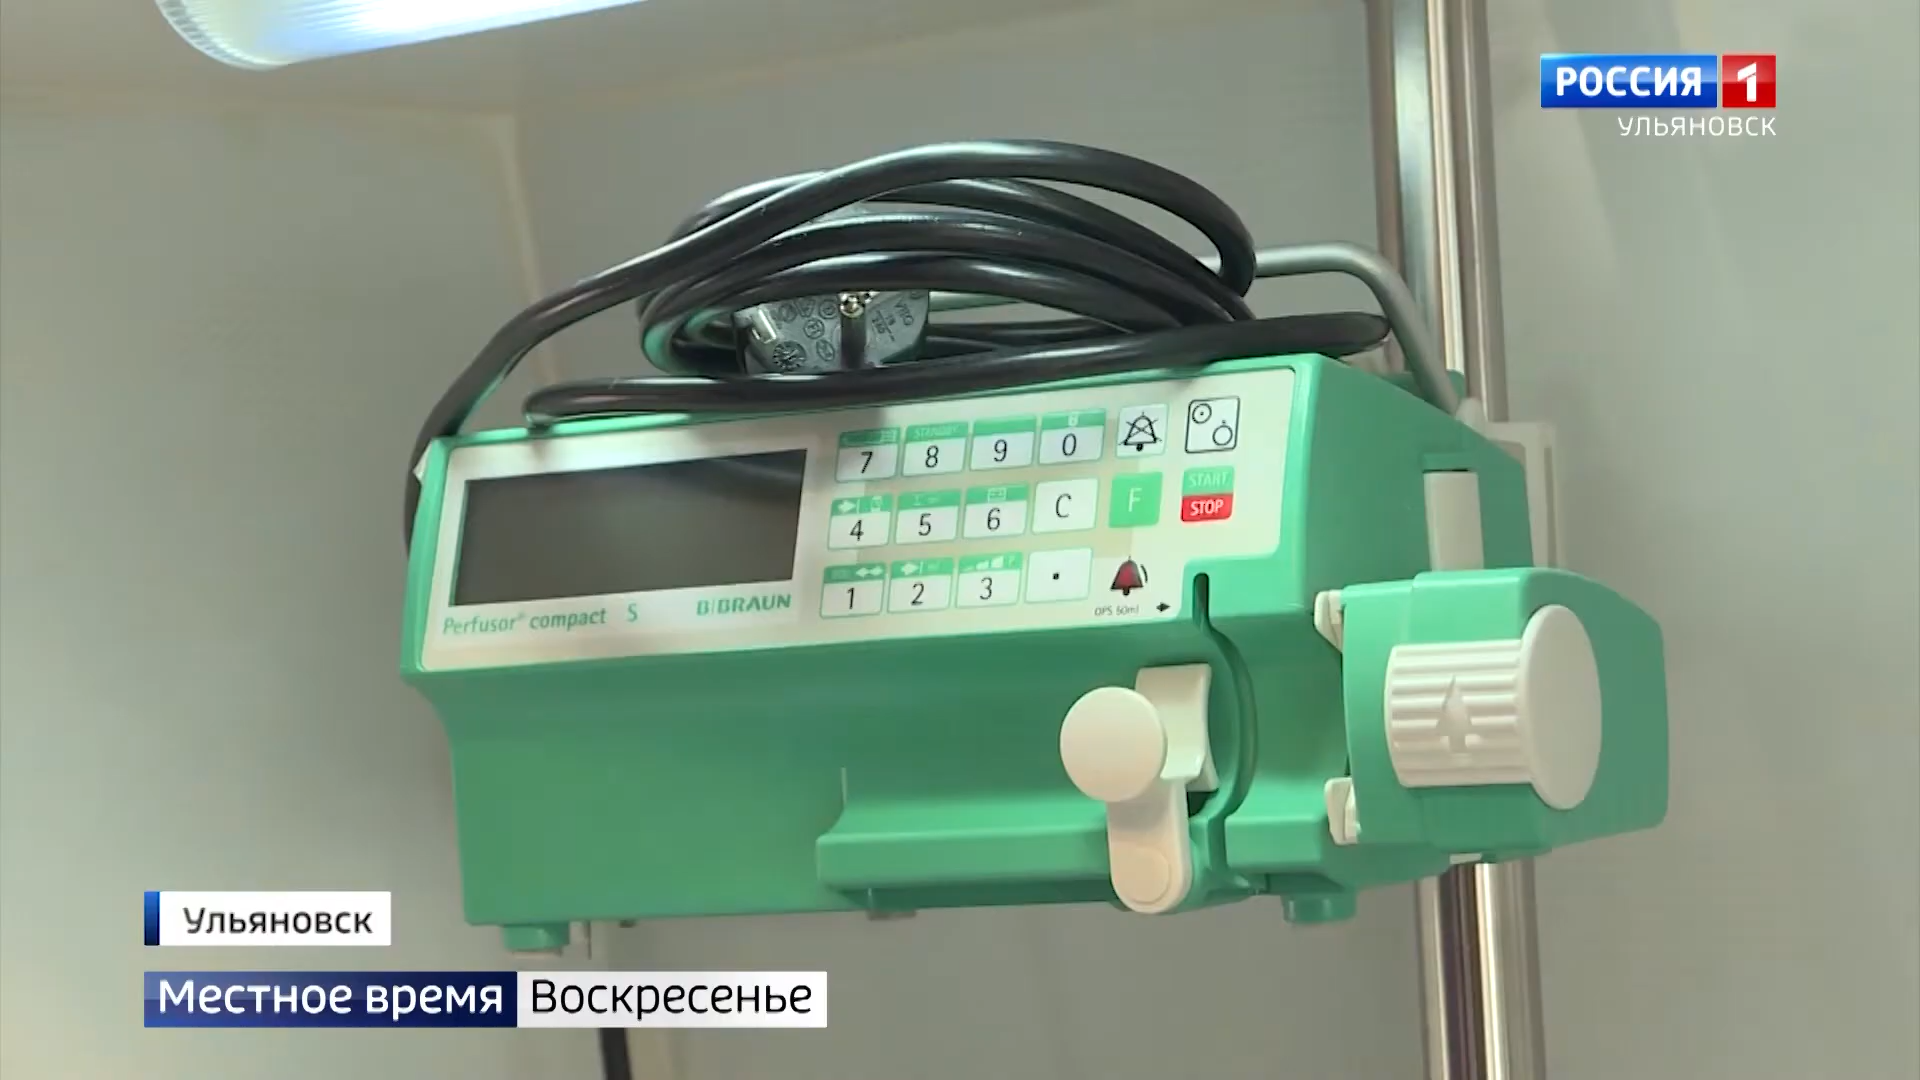 РОССИЯ 1
УЛЬЯНОВСК
STANDBY
7 8 9 0
START
4 5 6 C F
STOP
1 2 3 .
OPS 50ml
Perfusor® compact S
B|BRAUN
Ульяновск
Местное время Воскресенье